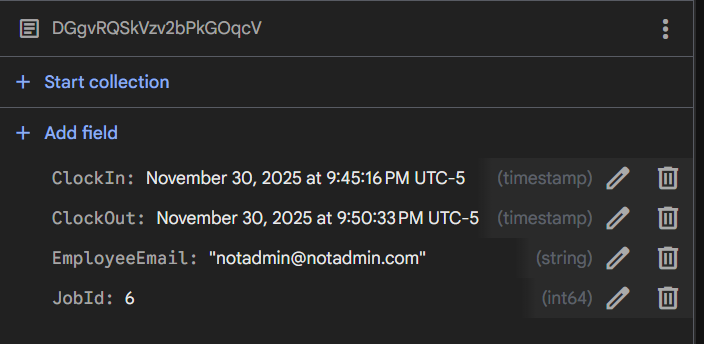 DGgvRQSkVzv2bPkGOqcV
+ Start collection
+ Add field
ClockIn: November 30, 2025 at 9:45:16 PM UTC-5 (timestamp)
ClockOut: November 30, 2025 at 9:50:33 PM UTC-5 (timestamp)
EmployeeEmail: "notadmin@notadmin.com" (string)
JobId: 6 (int64)